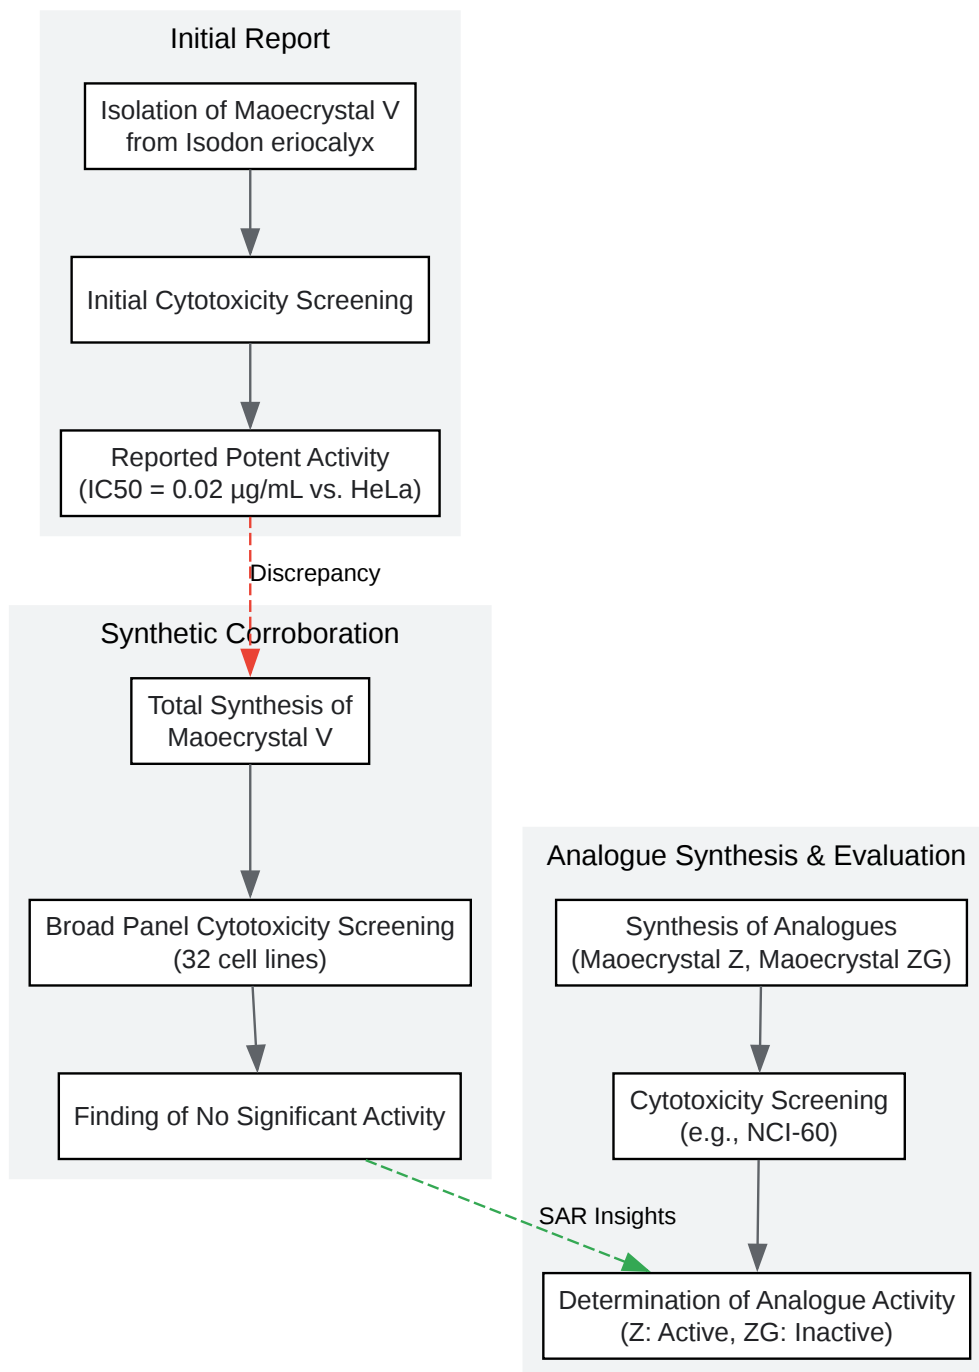 Initial Report
Isolation of Maoecrystal V
from Isodon eriocalyx
Initial Cytotoxicity Screening
Reported Potent Activity
(IC50 = 0.02 µg/mL vs. HeLa)
Discrepancy
Synthetic Corroboration
Total Synthesis of
Maoecrystal V
Broad Panel Cytotoxicity Screening
(32 cell lines)
Finding of No Significant Activity
SAR Insights
Analogue Synthesis & Evaluation
Synthesis of Analogues
(Maoecrystal Z, Maoecrystal ZG)
Cytotoxicity Screening
(e.g., NCI-60)
Determination of Analogue Activity
(Z: Active, ZG: Inactive)